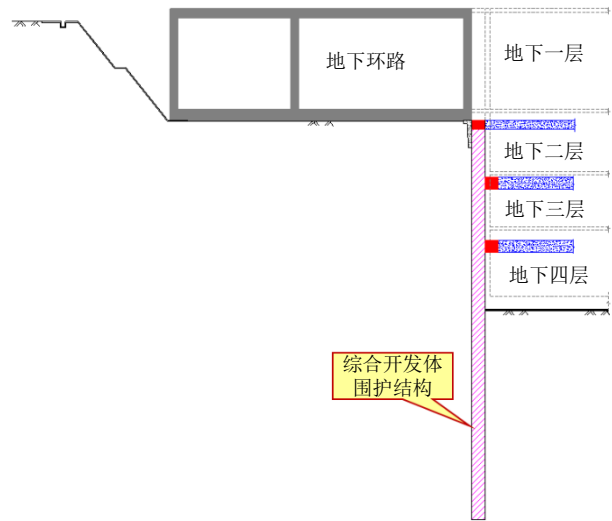 地下环路
地下一层
地下二层
地下三层
地下四层
综合开发体
围护结构